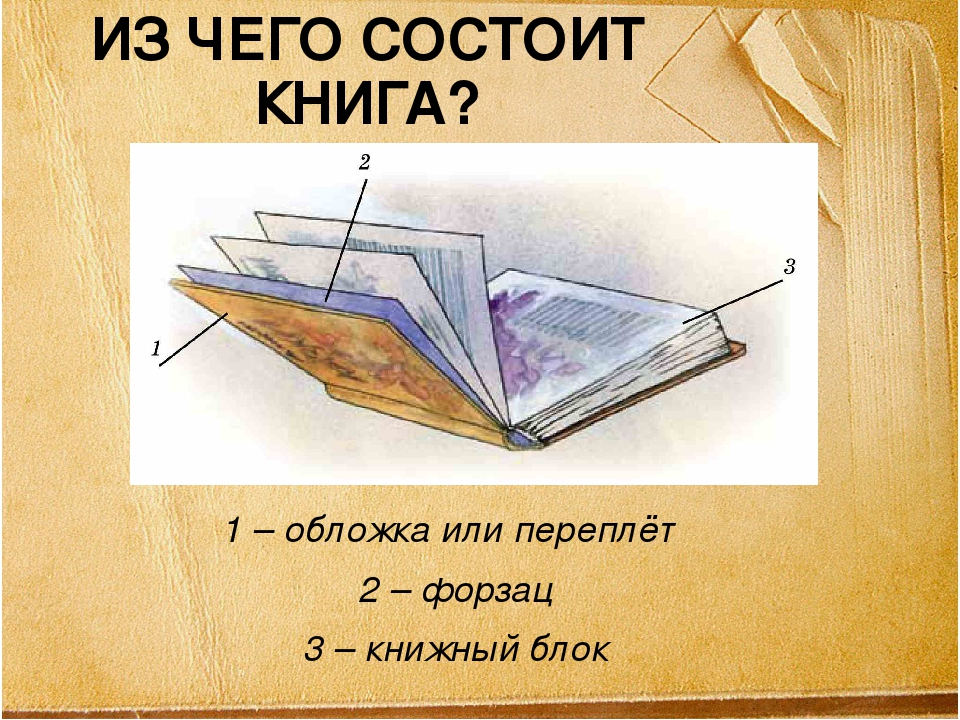 ИЗ ЧЕГО СОСТОИТ
КНИГА?
2
3
1
1 – обложка или переплёт
2 – форзац
3 – книжный блок